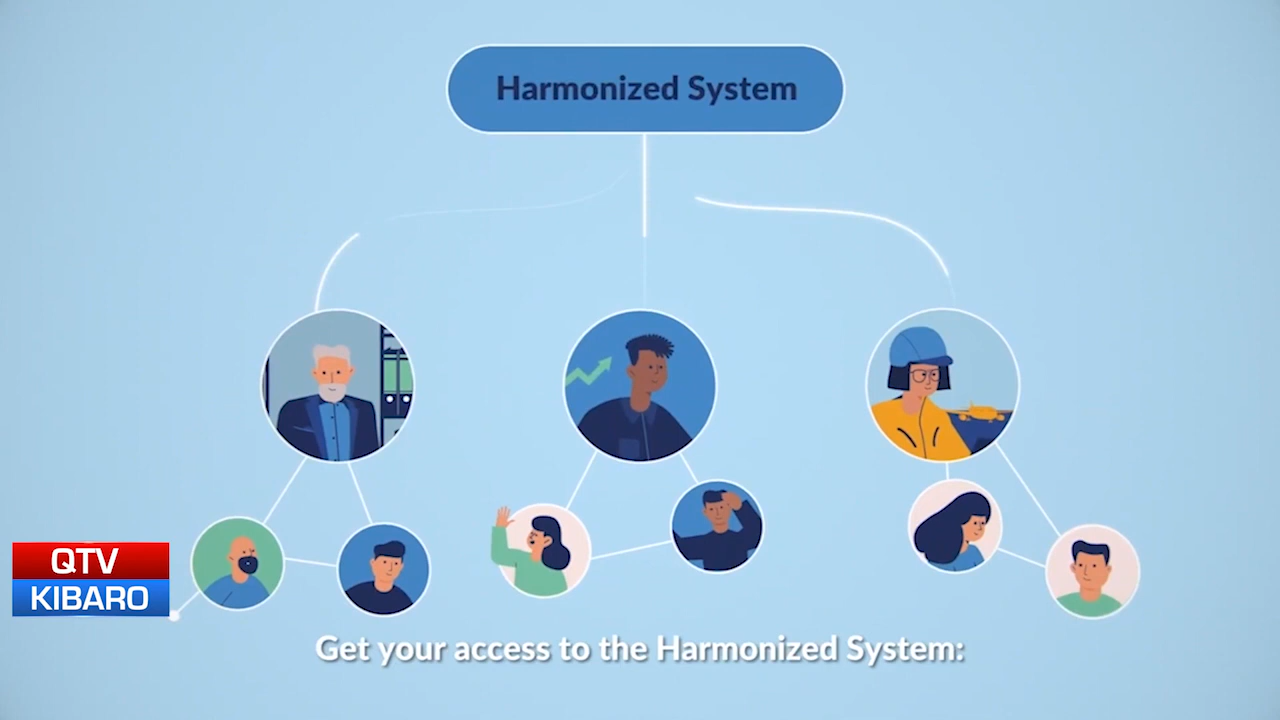 Harmonized System
QTV
KIBARO
Get your access to the Harmonized System: